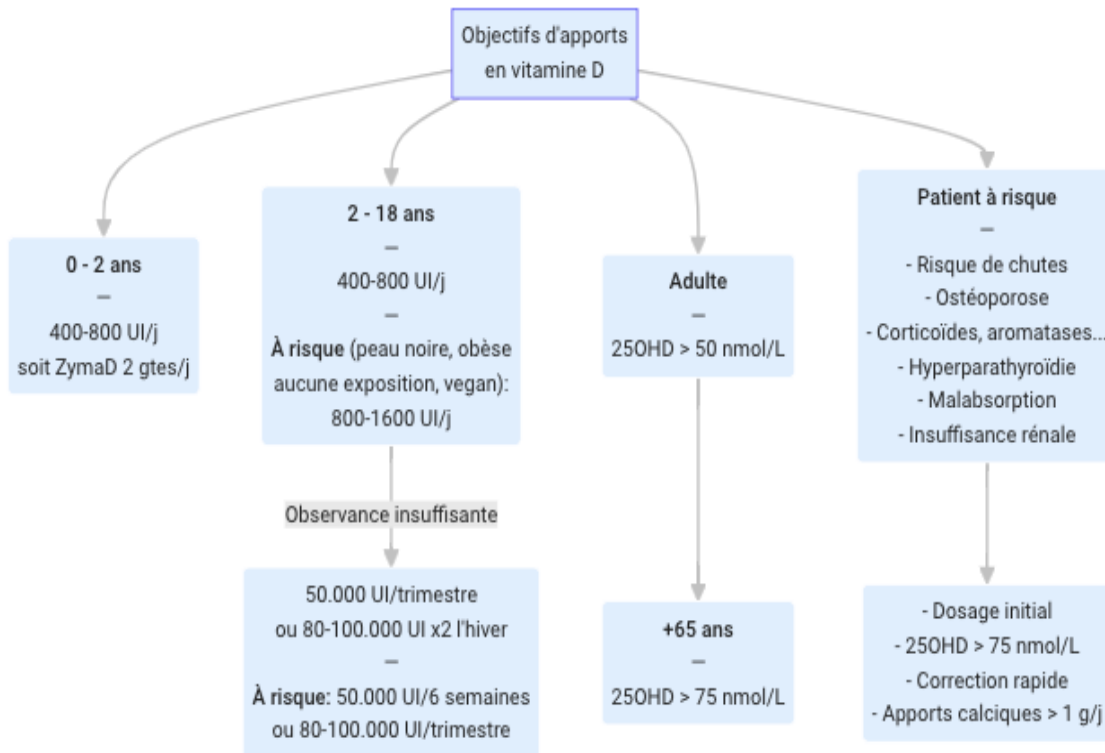 Objectifs d'apports
en vitamine D
0 - 2 ans
—
400-800 UI/j
soit ZymaD 2 gtes/j
2 - 18 ans
—
400-800 UI/j
—
À risque (peau noire, obèse
aucune exposition, vegan):
800-1600 UI/j
Observance insuffisante
50.000 UI/trimestre
ou 80-100.000 UI x2 l'hiver
—
À risque: 50.000 UI/6 semaines
ou 80-100.000 UI/trimestre
Adulte
—
25OHD > 50 nmol/L
+65 ans
—
25OHD > 75 nmol/L
Patient à risque
—
- Risque de chutes
- Ostéoporose
- Corticoïdes, aromatases...
- Hyperparathyroïdie
- Malabsorption
- Insuffisance rénale
- Dosage initial
- 25OHD > 75 nmol/L
- Correction rapide
- Apports calciques > 1 g/j